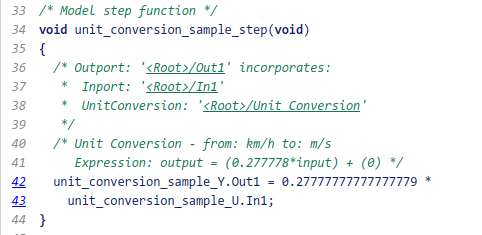 33 /* Model step function */
34 void unit_conversion_sample_step(void)
35 {
36 /* Outport: '<Root>/Out1' incorporates:
37 * Inport: '<Root>/In1'
38 * UnitConversion: '<Root>/Unit Conversion'
39 */
40 /* Unit Conversion - from: km/h to: m/s
41 Expression: output = (0.277778*input) + (0) */
42 unit_conversion_sample_Y.Out1 = 0.27777777777777779 *
43 unit_conversion_sample_U.In1;
44 }